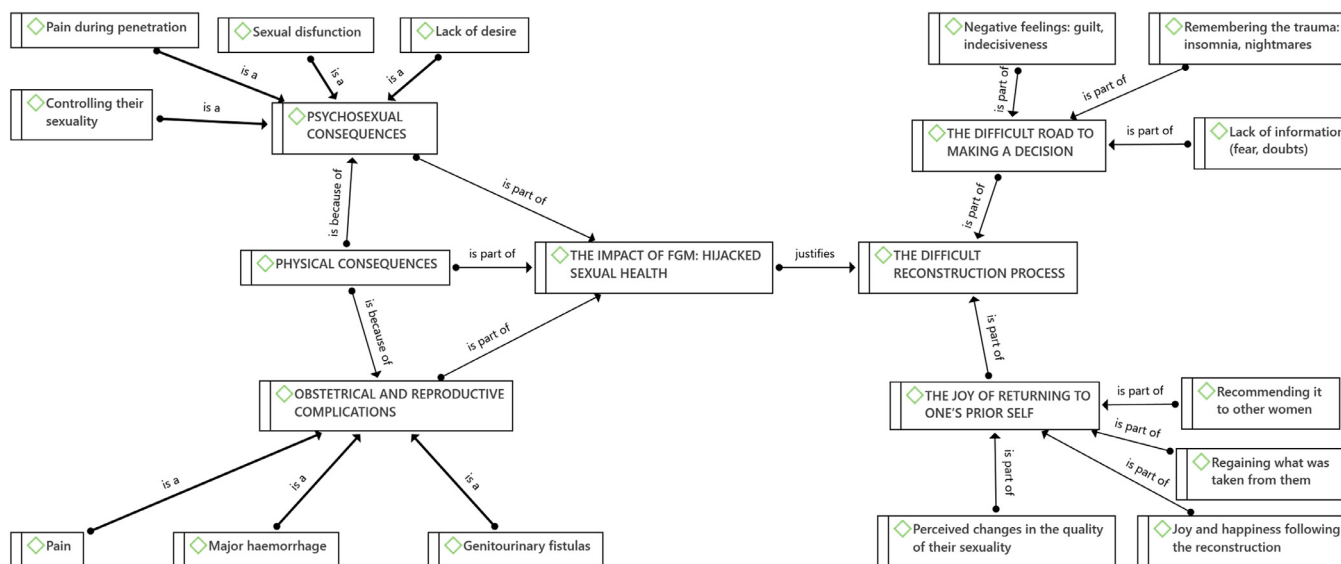 Pain during penetration
Sexual disfunction
Lack of desire
Negative feelings: guilt,
indecisiveness
Remembering the trauma:
insomnia, nightmares
is a
is a
is a
is part of
is part of
Controlling their
sexuality
is a
PSYCHOSEXUAL
CONSEQUENCES
THE DIFFICULT ROAD TO
MAKING A DECISION
is part of
Lack of information
(fear, doubts)
is because of
is part of
is part of
PHYSICAL CONSEQUENCES
is part of
THE IMPACT OF FGM: HIJACKED
SEXUAL HEALTH
justifies
THE DIFFICULT
RECONSTRUCTION PROCESS
is because of
is part of
is part of
OBSTETRICAL AND REPRODUCTIVE
COMPLICATIONS
THE JOY OF RETURNING TO
ONE'S PRIOR SELF
is part of
Recommending it
to other women
is part of
Regaining what was
taken from them
is a
is a
is a
is part of
is part of
Pain
Major haemorrhage
Genitourinary fistulas
Perceived changes in the quality
of their sexuality
Joy and happiness following
the reconstruction